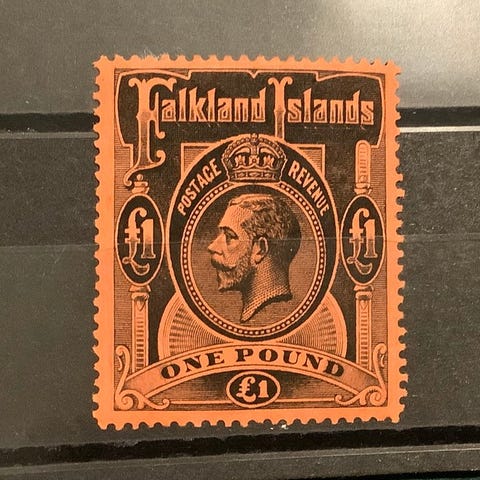 Falkland Islands
POSTAGE REVENUE
£1 £1
ONE POUND
£1